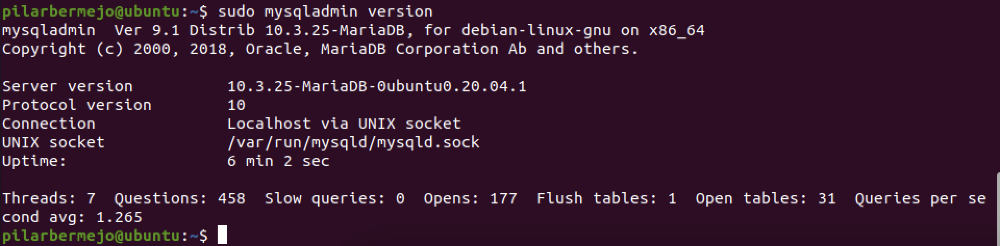 pilarbermejo@ubuntu:~$ sudo mysqladmin version
mysqladmin  Ver 9.1 Distrib 10.3.25-MariaDB, for debian-linux-gnu on x86_64
Copyright (c) 2000, 2018, Oracle, MariaDB Corporation Ab and others.

Server version          10.3.25-MariaDB-0ubuntu0.20.04.1
Protocol version        10
Connection              Localhost via UNIX socket
UNIX socket             /var/run/mysqld/mysqld.sock
Uptime:                 6 min 2 sec

Threads: 7  Questions: 458  Slow queries: 0  Opens: 177  Flush tables: 1  Open tables: 31  Queries per se
cond avg: 1.265
pilarbermejo@ubuntu:~$